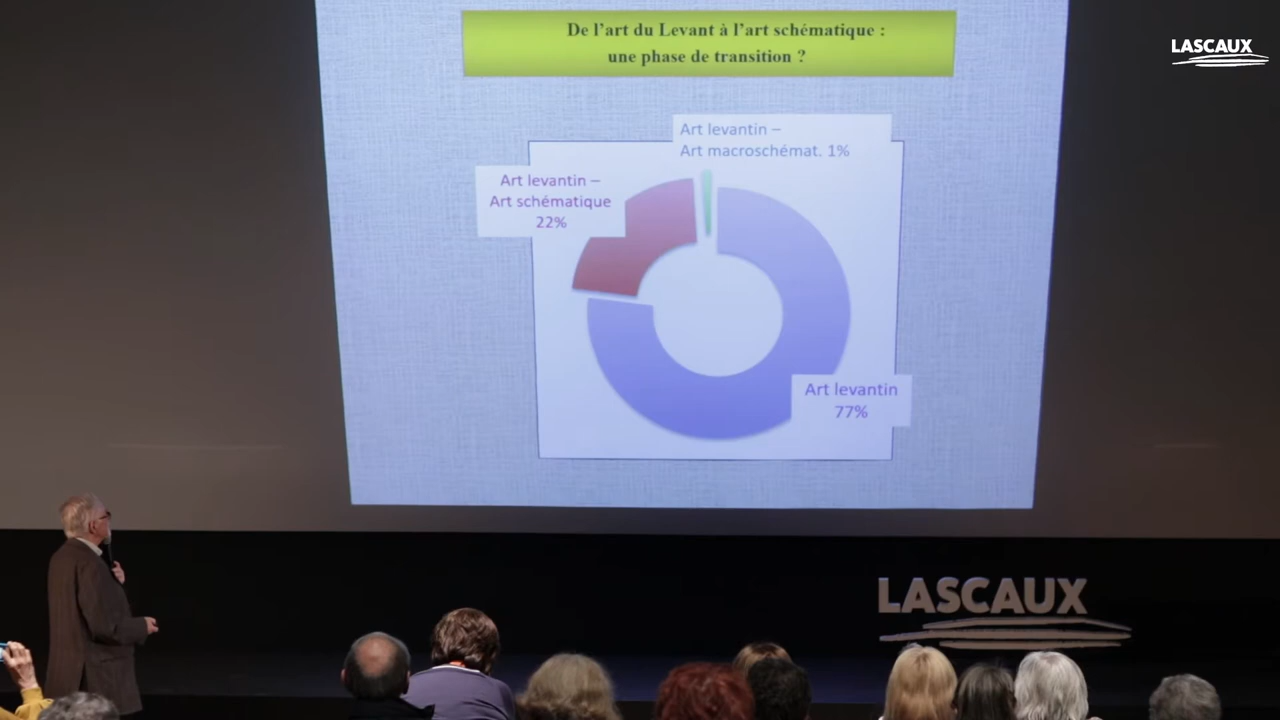 De l'art du Levant à l'art schématique :
une phase de transition ?
LASCAUX
Art levantin –
Art macroschémat. 1%
Art levantin –
Art schématique
22%
Art levantin
77%
LASCAUX